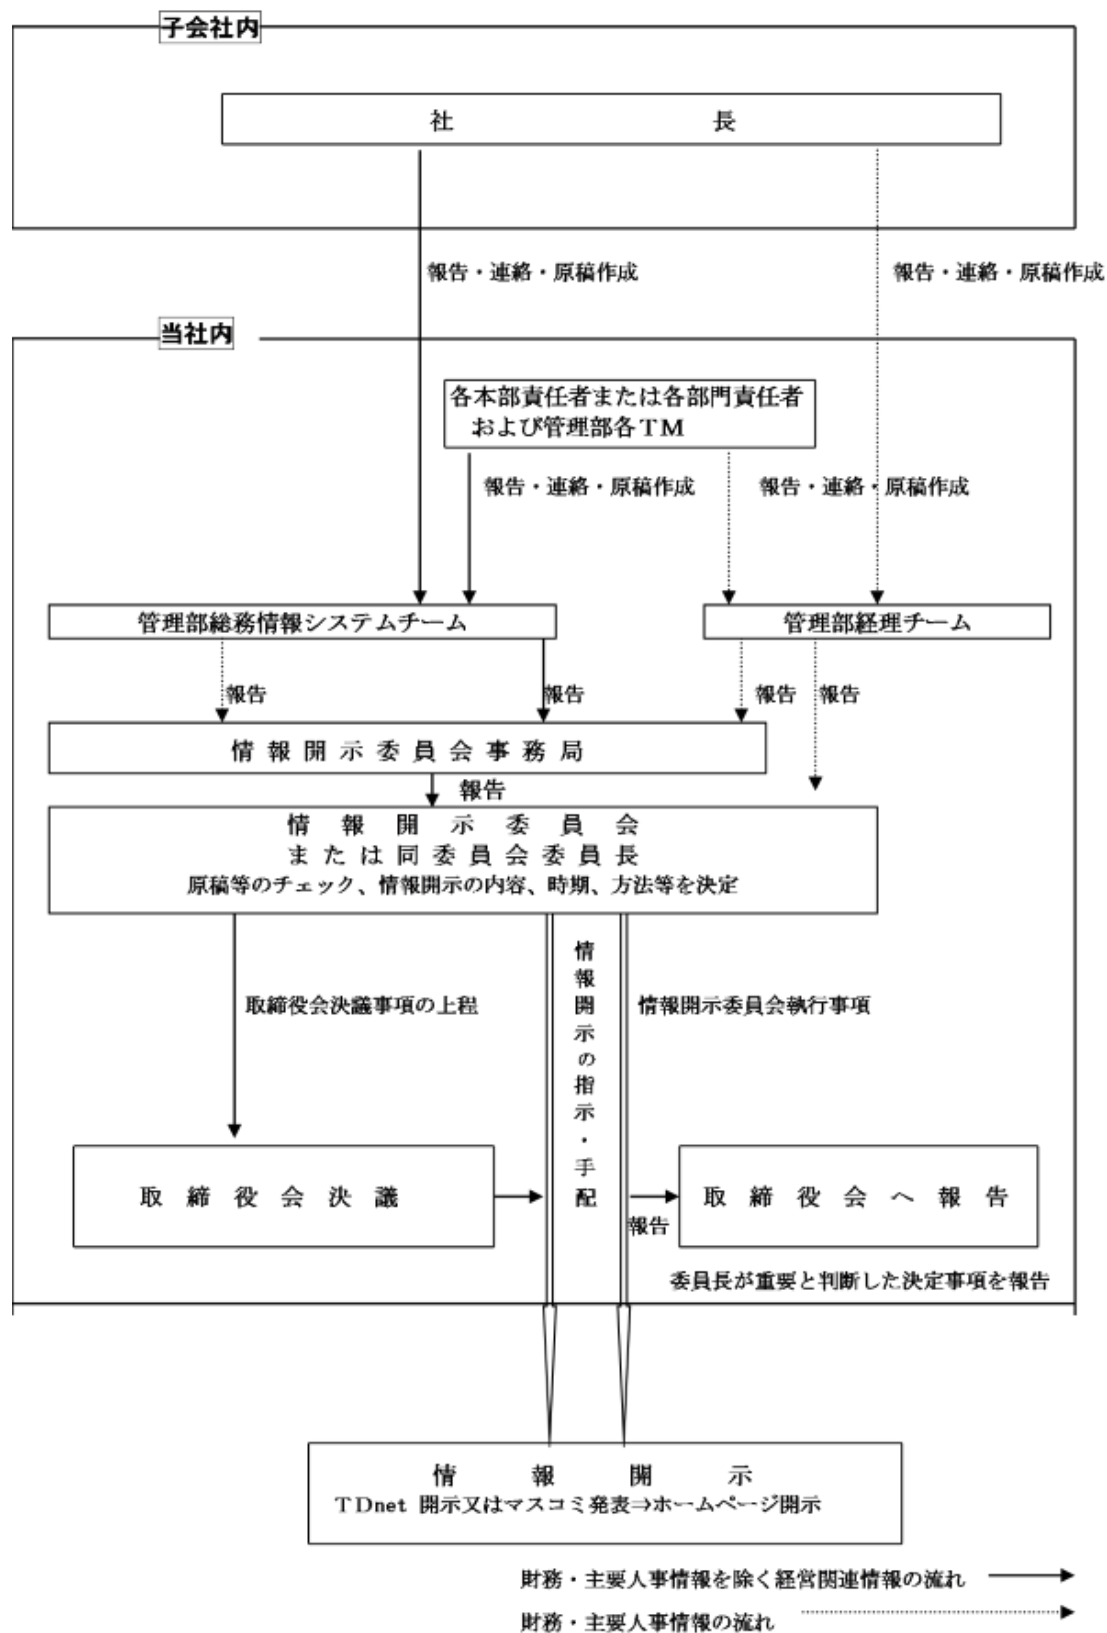 子会社内
社 長
報告・連絡・原稿作成 報告・連絡・原稿作成
当社内
各本部責任者または各部門責任者
および管理部各ＴＭ
報告・連絡・原稿作成 報告・連絡・原稿作成
管理部総務情報システムチーム 管理部経理チーム
報告 報告 報告 報告
情 報 開 示 委 員 会 事 務 局
報告
情 報 開 示 委 員 会
ま た は 同 委 員 会 委 員 長
原稿等のチェック、情報開示の内容、時期、方法等を決定
取締役会決議事項の上程
情報開示の指示・手配
情報開示委員会執行事項
取 締 役 会 決 議
報告
取 締 役 会 へ 報 告
委員長が重要と判断した決定事項を報告
情 報 開 示
ＴＤnet 開示又はマスコミ発表⇒ホームページ開示
財務・主要人事情報を除く経営関連情報の流れ
財務・主要人事情報の流れ